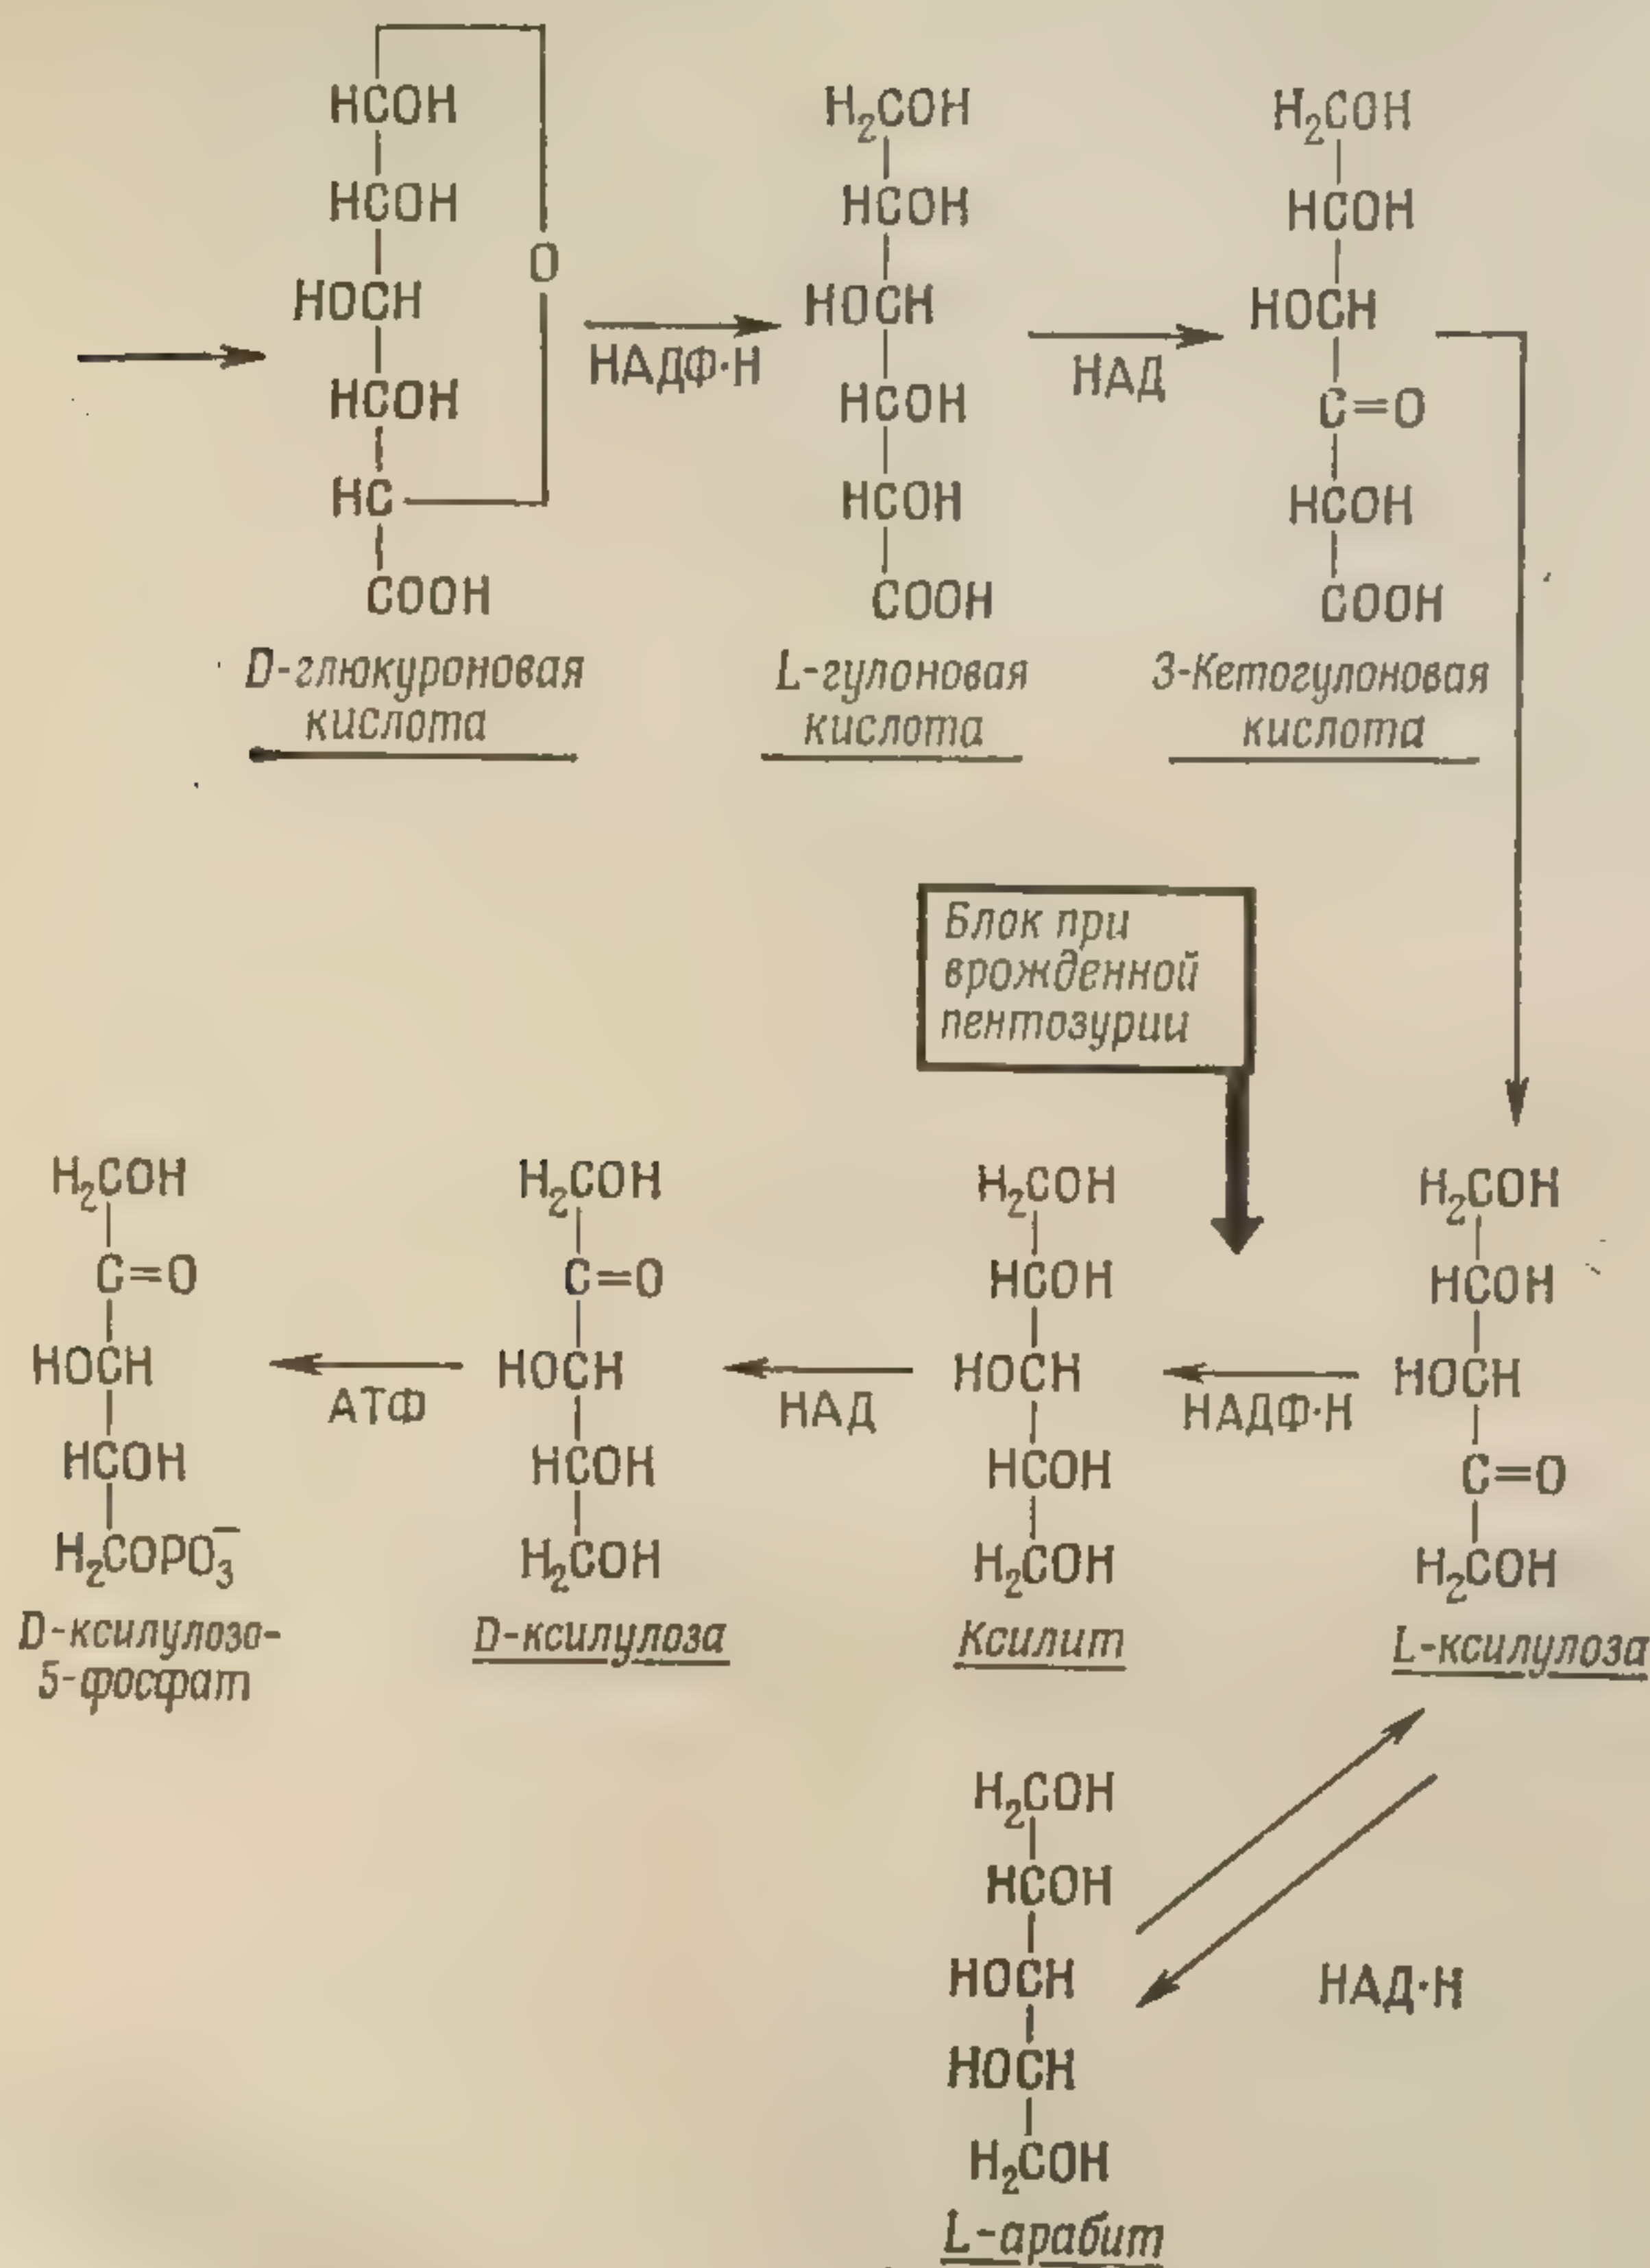 HCOH
HCOH
HOCH
HCOH
HC
COOH
O
D-глюкуроновая
кислота
НАДФ·Н
H₂COH
HCOH
HOCH
HCOH
HCOH
COOH
L-гулоновая
кислота
НАД
H₂COH
HCOH
HOCH
C=O
HCOH
COOH
3-Кетогулоновая
кислота
Блок при
врожденной
пентозурии
H₂COH
C=O
HOCH
HCOH
H₂COPO₃⁻
D-ксилулозо-
5-фосфат
АТФ
H₂COH
C=O
HOCH
HCOH
H₂COH
D-ксилулоза
НАД
H₂COH
HCOH
HOCH
HCOH
H₂COH
Ксилит
НАДФ·Н
H₂COH
HCOH
HOCH
C=O
H₂COH
L-ксилулоза
H₂COH
HCOH
HOCH
HOCH
H₂COH
L-арабит
НАД·Н